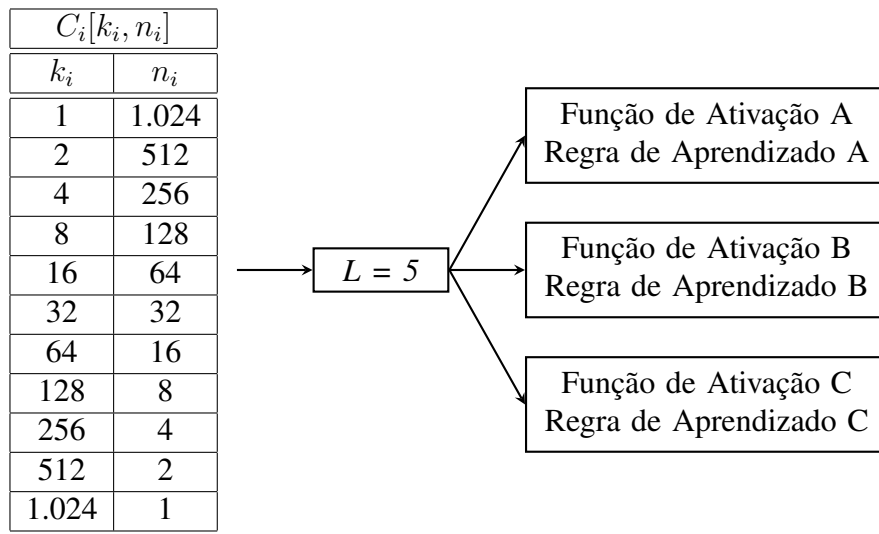 C_i[k_i, n_i]
k_i n_i
1 1.024
2 512
4 256
8 128
16 64
32 32
64 16
128 8
256 4
512 2
1.024 1
L = 5
Função de Ativação A
Regra de Aprendizado A
Função de Ativação B
Regra de Aprendizado B
Função de Ativação C
Regra de Aprendizado C